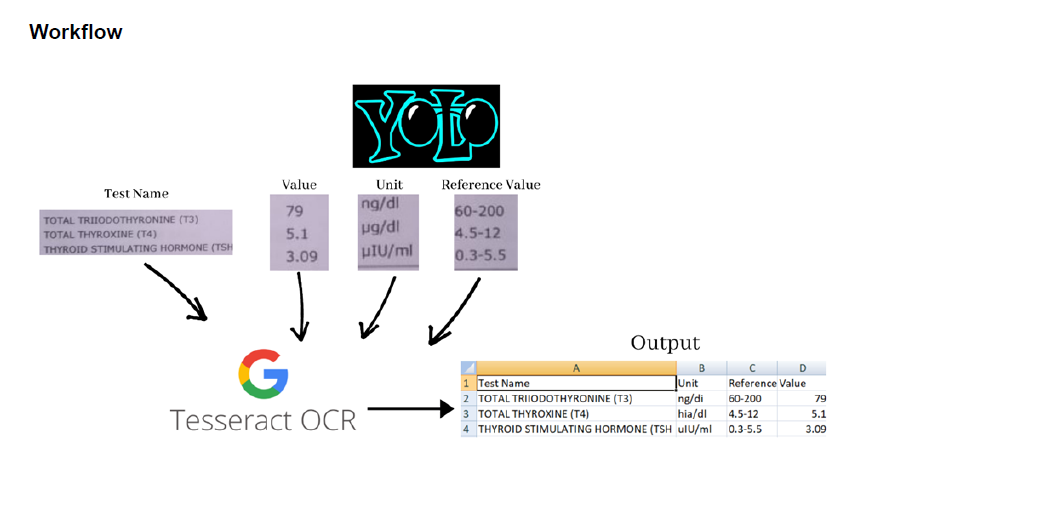 Workflow
YOLO
Test Name
Value
Unit
Reference Value
TOTAL TRIIODOTHYRONINE (T3)
TOTAL THYROXINE (T4)
THYROID STIMULATING HORMONE (TSH
79
5.1
3.09
ng/dl
µg/dl
µIU/ml
60-200
4.5-12
0.3-5.5
G
Tesseract OCR
Output
A B C D
1 Test Name Unit Reference Value
2 TOTAL TRIIODOTHYRONINE (T3) ng/di 60-200 79
3 TOTAL THYROXINE (T4) hia/dl 4.5-12 5.1
4 THYROID STIMULATING HORMONE (TSH uIU/ml 0.3-5.5 3.09